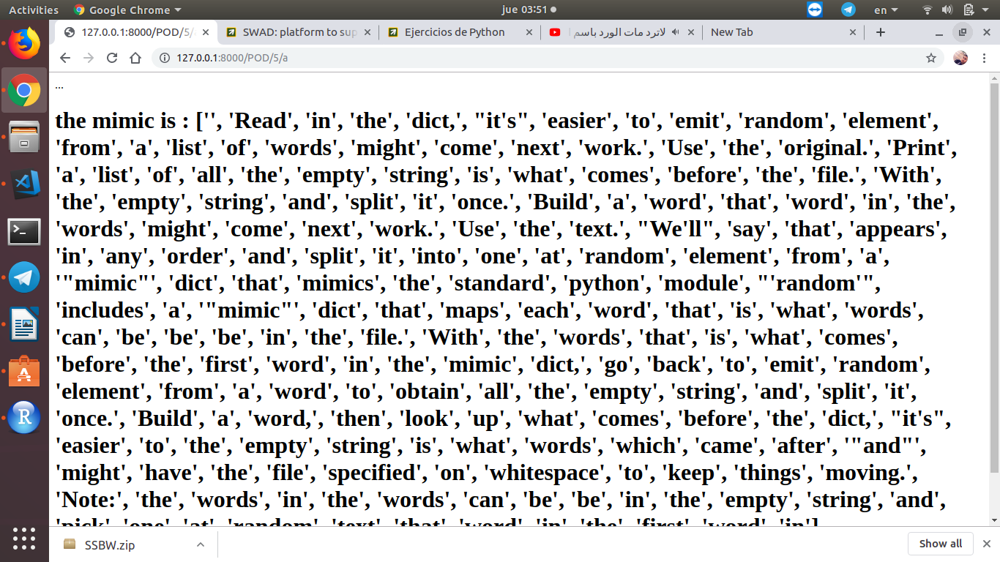 Activities Google Chrome jue 03:51 en
127.0.0.1:8000/POD/5/ SWAD: platform to sup Ejercicios de Python لاترد مات الورد باسم ا New Tab
127.0.0.1:8000/POD/5/a
...
the mimic is : ['', 'Read', 'in', 'the', 'dict,', "it's", 'easier', 'to', 'emit', 'random', 'element',
'from', 'a', 'list', 'of', 'words', 'might', 'come', 'next', 'work.', 'Use', 'the', 'original.', 'Print',
'a', 'list', 'of', 'all', 'the', 'empty', 'string', 'is', 'what', 'comes', 'before', 'the', 'file.', 'With',
'the', 'empty', 'string', 'and', 'split', 'it', 'once.', 'Build', 'a', 'word', 'that', 'word', 'in', 'the',
'words', 'might', 'come', 'next', 'work.', 'Use', 'the', 'text.', "We'll", 'say', 'that', 'appears',
'in', 'any', 'order', 'and', 'split', 'it', 'into', 'one', 'at', 'random', 'element', 'from', 'a',
'"mimic"', 'dict', 'that', 'mimics', 'the', 'standard', 'python', 'module', "'random'",
'includes', 'a', '"mimic"', 'dict', 'that', 'maps', 'each', 'word', 'that', 'is', 'what', 'words',
'can', 'be', 'be', 'be', 'in', 'the', 'file.', 'With', 'the', 'words', 'that', 'is', 'what', 'comes',
'before', 'the', 'first', 'word', 'in', 'the', 'mimic', 'dict,', 'go', 'back', 'to', 'emit', 'random',
'element', 'from', 'a', 'word', 'to', 'obtain', 'all', 'the', 'empty', 'string', 'and', 'split', 'it',
'once.', 'Build', 'a', 'word,', 'then', 'look', 'up', 'what', 'comes', 'before', 'the', 'dict,', "it's",
'easier', 'to', 'the', 'empty', 'string', 'is', 'what', 'words', 'which', 'came', 'after', '"and"',
'might', 'have', 'the', 'file', 'specified', 'on', 'whitespace', 'to', 'keep', 'things', 'moving.',
'Note:', 'the', 'words', 'in', 'the', 'words', 'can', 'be', 'be', 'in', 'the', 'empty', 'string', 'and',
'pick', 'one', 'at', 'random', 'text', 'that', 'word', 'in', 'the', 'first', 'word', 'in']
SSBW.zip Show all